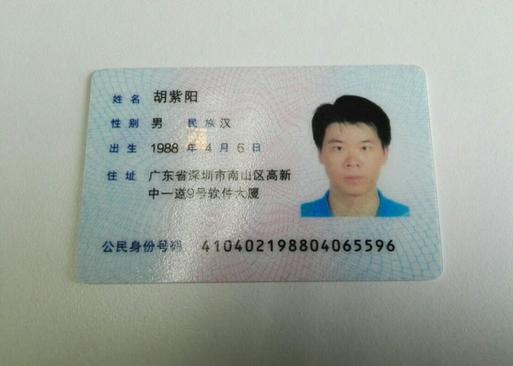 姓名 胡紫阳
性别 男 民族 汉
出生 1988 年 4 月 6 日
住址 广东省深圳市南山区高新
中一道9号软件大厦
公民身份号码 410402198804065596